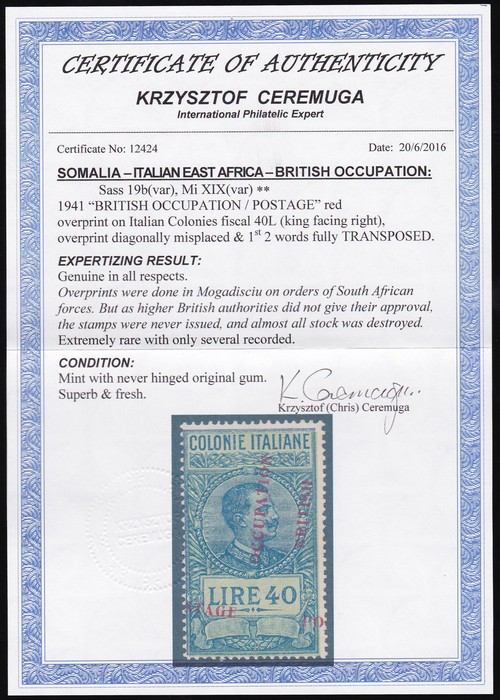 CERTIFICATE OF AUTHENTICITY
KRZYSZTOF CEREMUGA
International Philatelic Expert
Certificate No: 12424 Date: 20/6/2016
SOMALIA – ITALIAN EAST AFRICA – BRITISH OCCUPATION:
Sass 19b(var), Mi XIX(var) **
1941 “BRITISH OCCUPATION / POSTAGE” red
overprint on Italian Colonies fiscal 40L (king facing right),
overprint diagonally misplaced & 1st 2 words fully TRANSPOSED.
EXPERTIZING RESULT:
Genuine in all respects.
Overprints were done in Mogadisciu on orders of South African
forces. But as higher British authorities did not give their approval,
the stamps were never issued, and almost all stock was destroyed.
Extremely rare with only several recorded.
CONDITION:
Mint with never hinged original gum.
Superb & fresh.
K. Ceremuga
Krzysztof (Chris) Ceremuga
COLONIE ITALIANE
OCCUPATION
BRITISH
LIRE 40
STAGE
PO